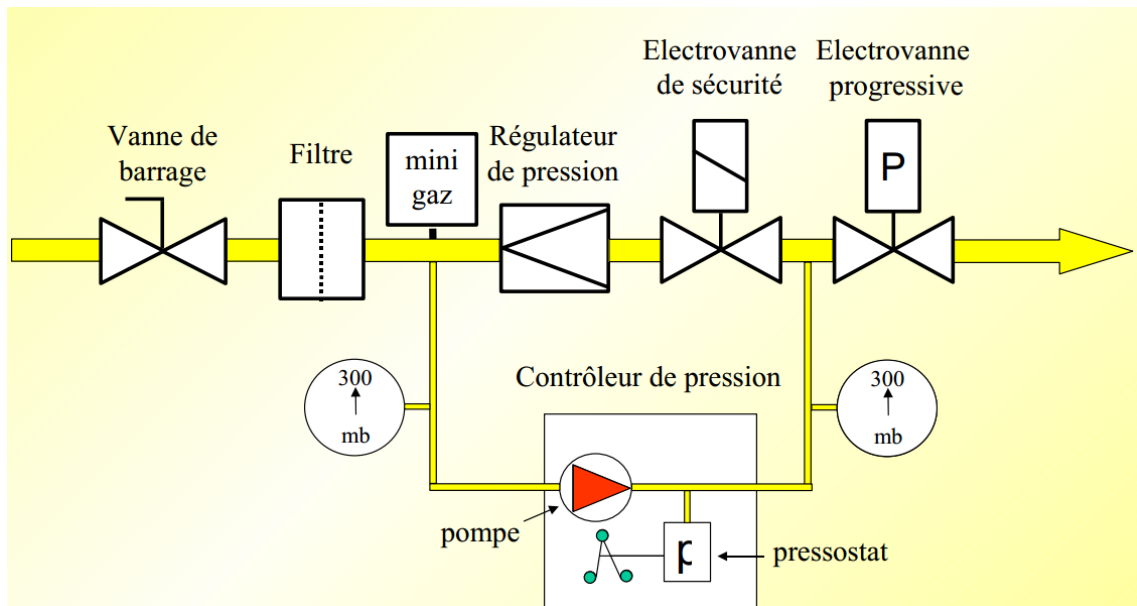 Vanne de
barrage
Filtre
mini
gaz
Régulateur
de pression
Electrovanne
de sécurité
Electrovanne
progressive
P
300
mb
Contrôleur de pression
300
mb
pompe
p
pressostat